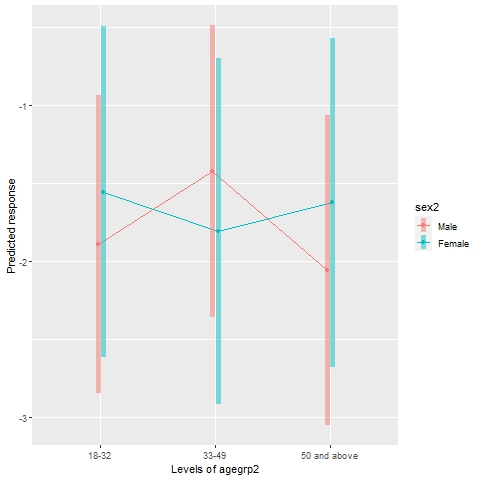 Predicted response
-1
-2
-3
18-32
33-49
50 and above
Levels of agegrp2
sex2
Male
Female